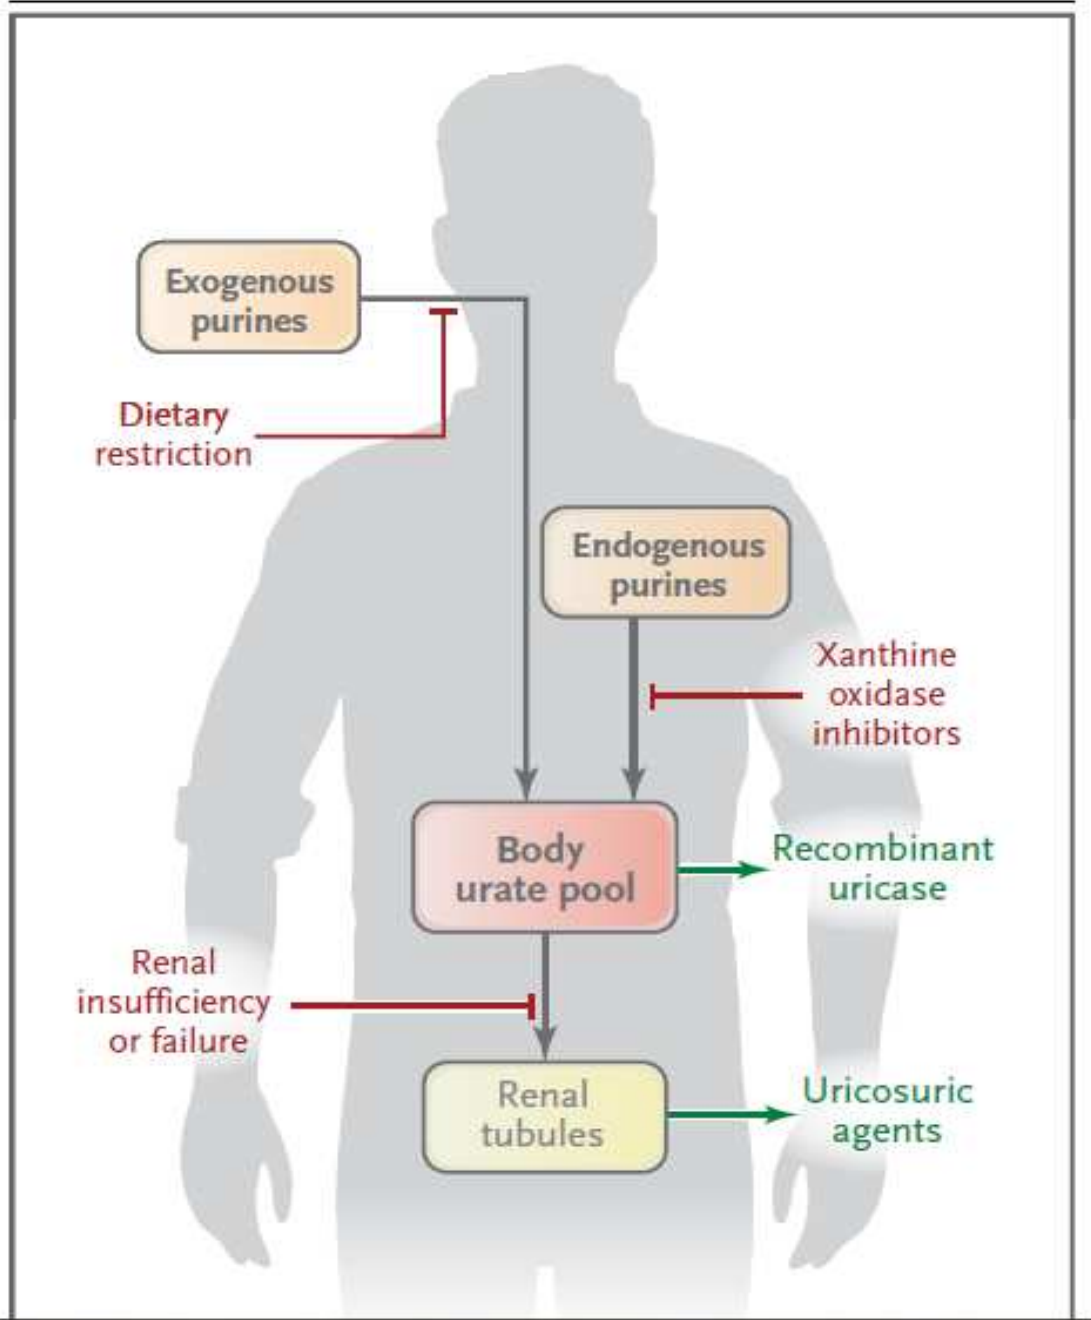 Exogenous
purines
Dietary
restriction
Endogenous
purines
Xanthine
oxidase
inhibitors
Body
urate pool
Recombinant
uricase
Renal
insufficiency
or failure
Renal
tubules
Uricosuric
agents